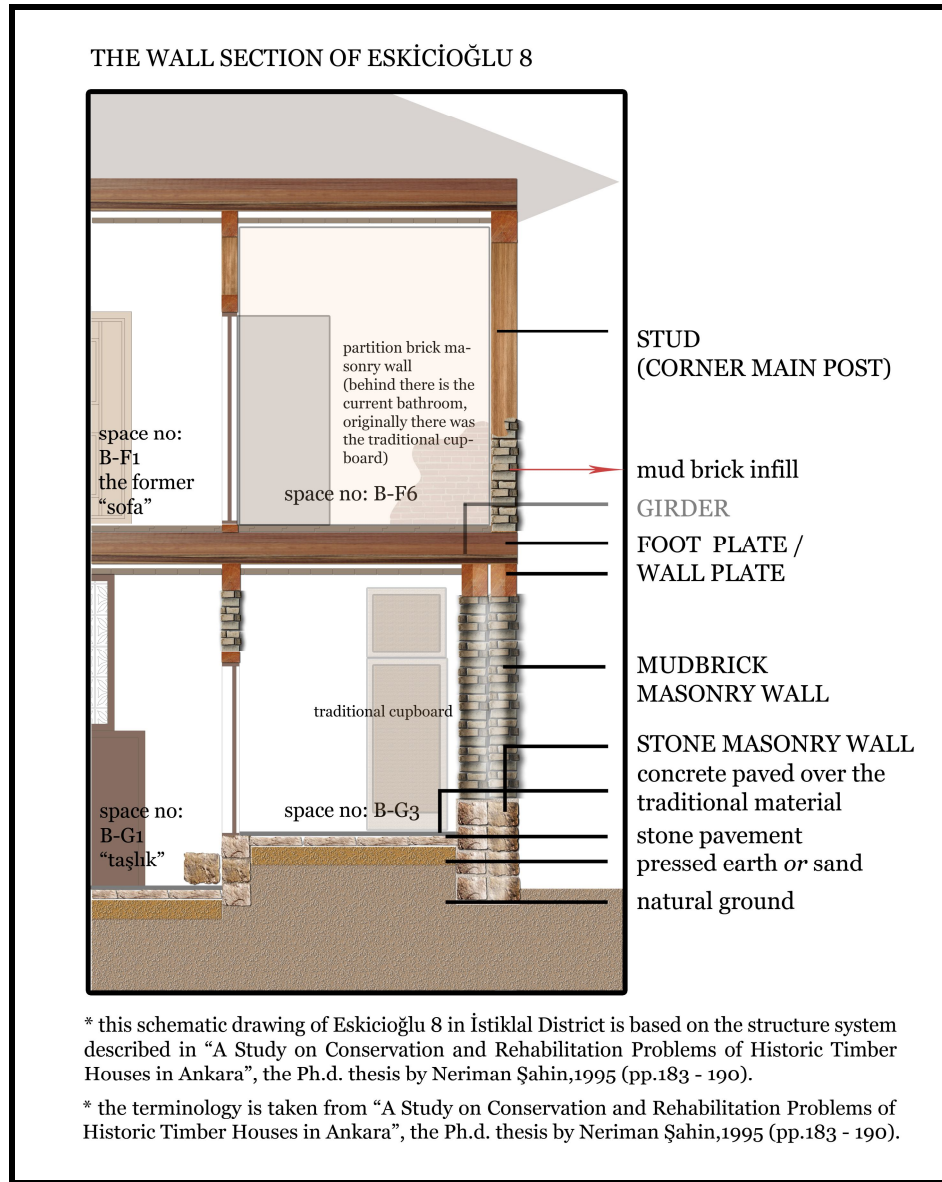 THE WALL SECTION OF ESKİCİOĞLU 8
partition brick ma-
sonry wall
(behind there is the
current bathroom,
originally there was
the traditional cup-
board)
space no:
B-F1
the former
“sofa”
space no: B-F6
STUD
(CORNER MAIN POST)
mud brick infill
GIRDER
FOOT PLATE /
WALL PLATE
MUDBRICK
MASONRY WALL
traditional cupboard
STONE MASONRY WALL
concrete paved over the
traditional material
space no:
B-G1
“taşlık”
space no: B-G3
stone pavement
pressed earth or sand
natural ground
* this schematic drawing of Eskicioğlu 8 in İstiklal District is based on the structure system
described in “A Study on Conservation and Rehabilitation Problems of Historic Timber
Houses in Ankara”, the Ph.d. thesis by Neriman Şahin,1995 (pp.183 - 190).
* the terminology is taken from “A Study on Conservation and Rehabilitation Problems of
Historic Timber Houses in Ankara”, the Ph.d. thesis by Neriman Şahin,1995 (pp.183 - 190).